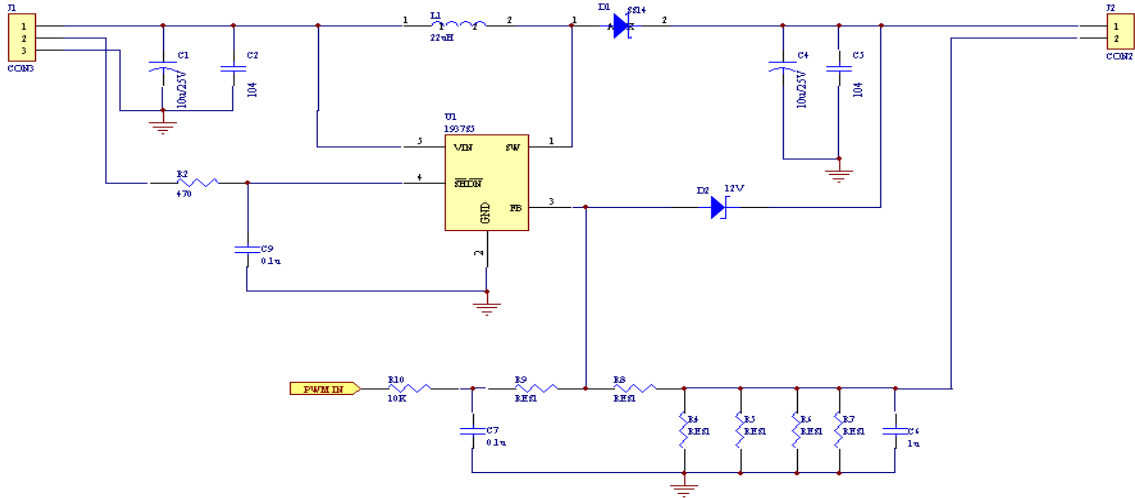 J1
1
2
3
CON3
C1
10u/25V
C2
104
1
L1
2
1
1
22uH
1
D1
SS14
A
K
2
C4
10u/25V
C5
104
J2
1
2
CON2
U1
1937S5
5
VIN
SW
1
4
SHDN
FB
3
GND
2
R2
470
C9
0.1u
D2
12V
PWM IN
R10
10K
R9
RES1
R8
RES1
C7
0.1u
R4
RES1
R5
RES1
R6
RES1
R7
RES1
C6
1u